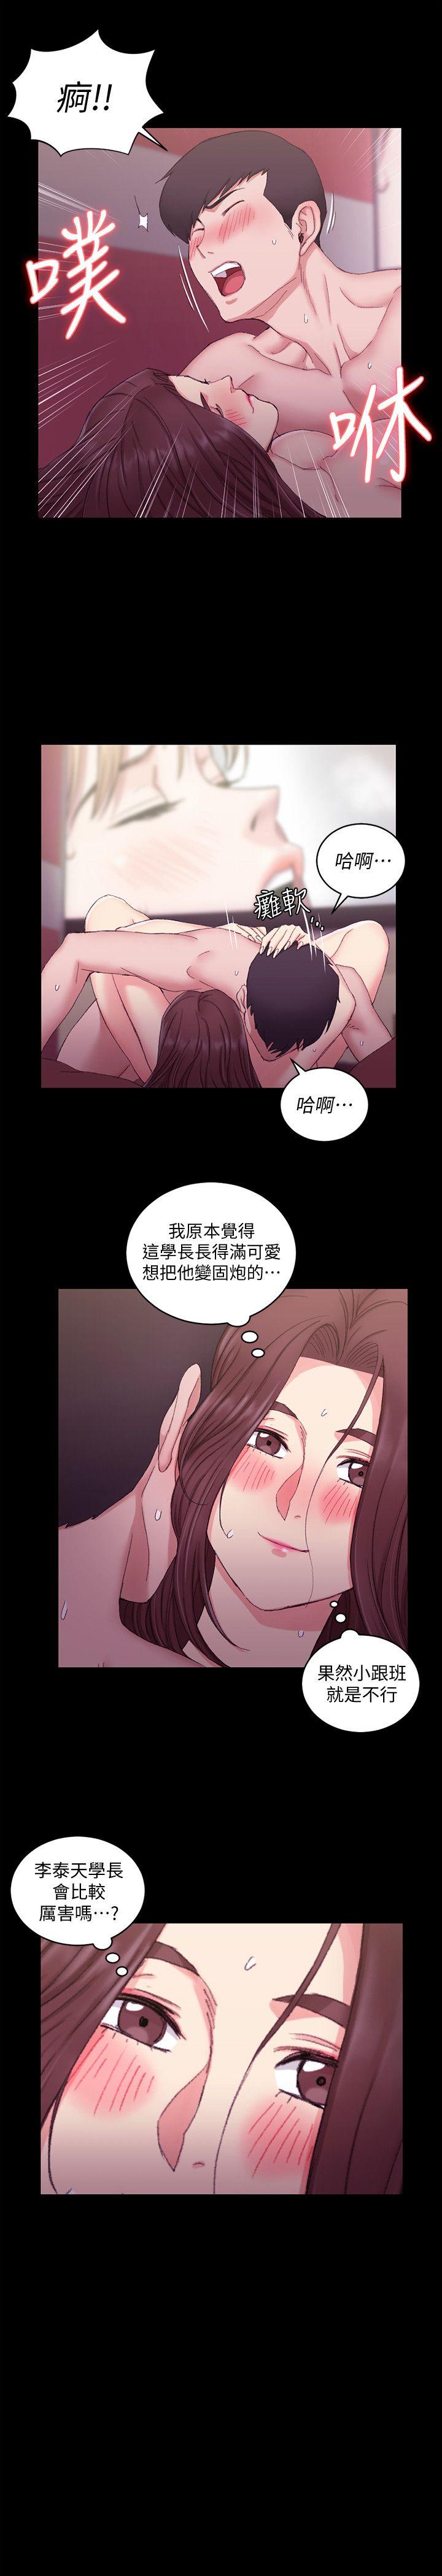 痾!!
噗
咻
哈啊…
癱軟…
哈啊…
我原本覺得
這學長長得滿可愛
想把他變固炮的…
果然小跟班
就是不行
李泰天學長
會比較
厲害嗎…?